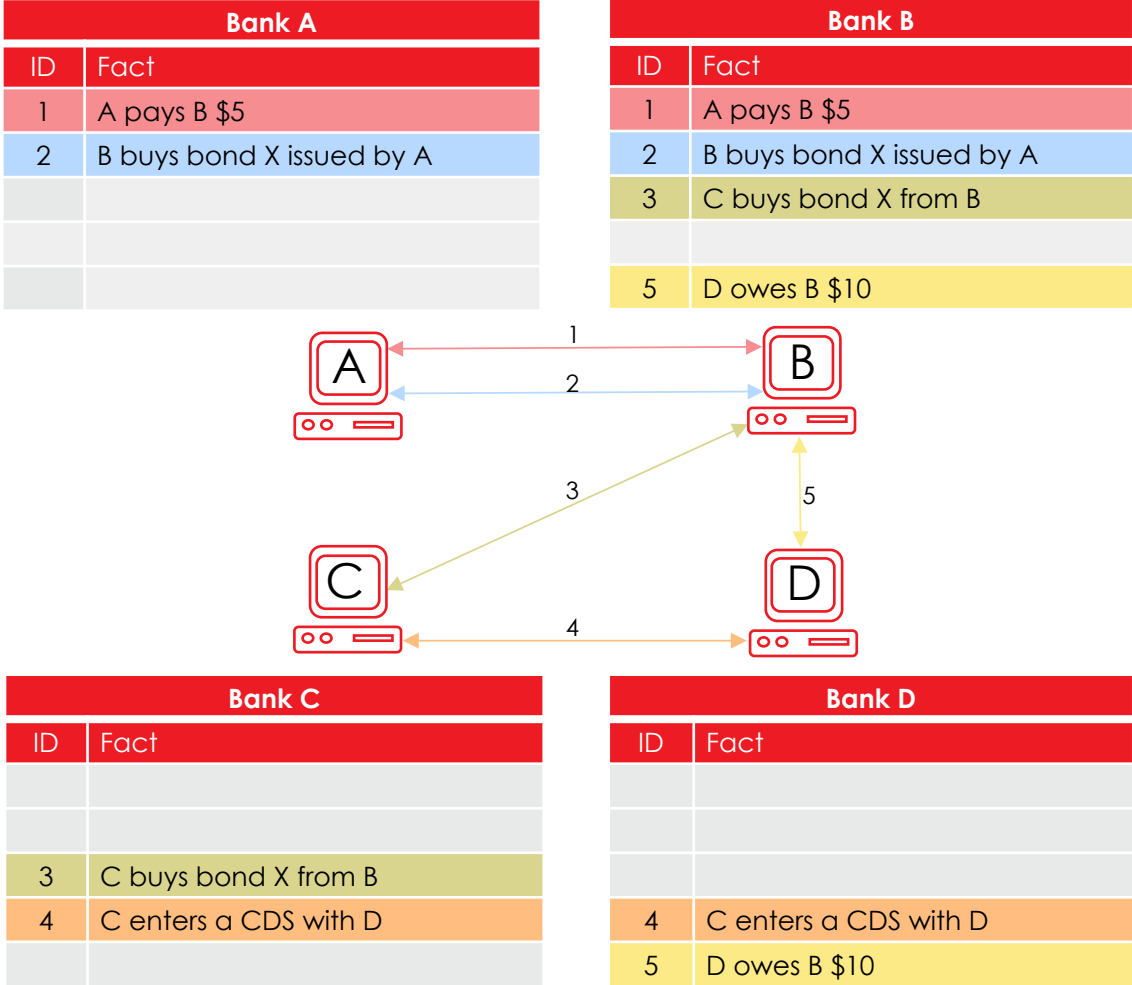 Bank A
ID Fact
1 A pays B $5
2 B buys bond X issued by A
Bank B
ID Fact
1 A pays B $5
2 B buys bond X issued by A
3 C buys bond X from B
5 D owes B $10
1
A
B
2
3
5
C
D
4
Bank C
ID Fact
3 C buys bond X from B
4 C enters a CDS with D
Bank D
ID Fact
4 C enters a CDS with D
5 D owes B $10